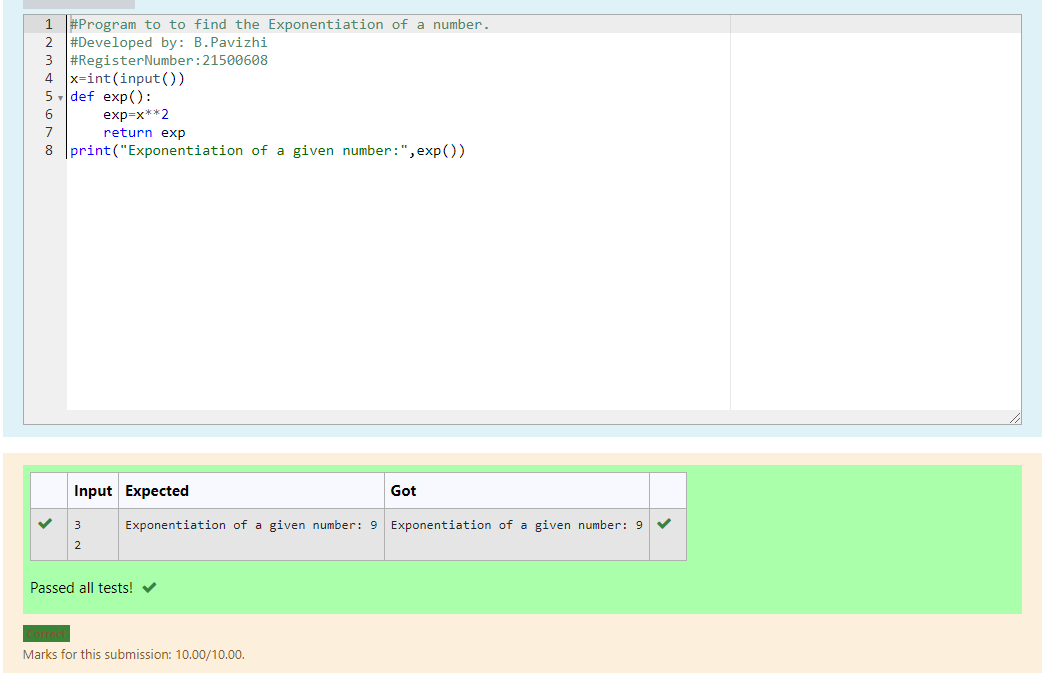 1 #Program to to find the Exponentiation of a number.
2 #Developed by: B.Pavizhi
3 #RegisterNumber:21500608
4 x=int(input())
5 def exp():
6     exp=x**2
7     return exp
8 print("Exponentiation of a given number:",exp())
Input Expected Got
3 Exponentiation of a given number: 9 Exponentiation of a given number: 9
2
Passed all tests!
Correct
Marks for this submission: 10.00/10.00.